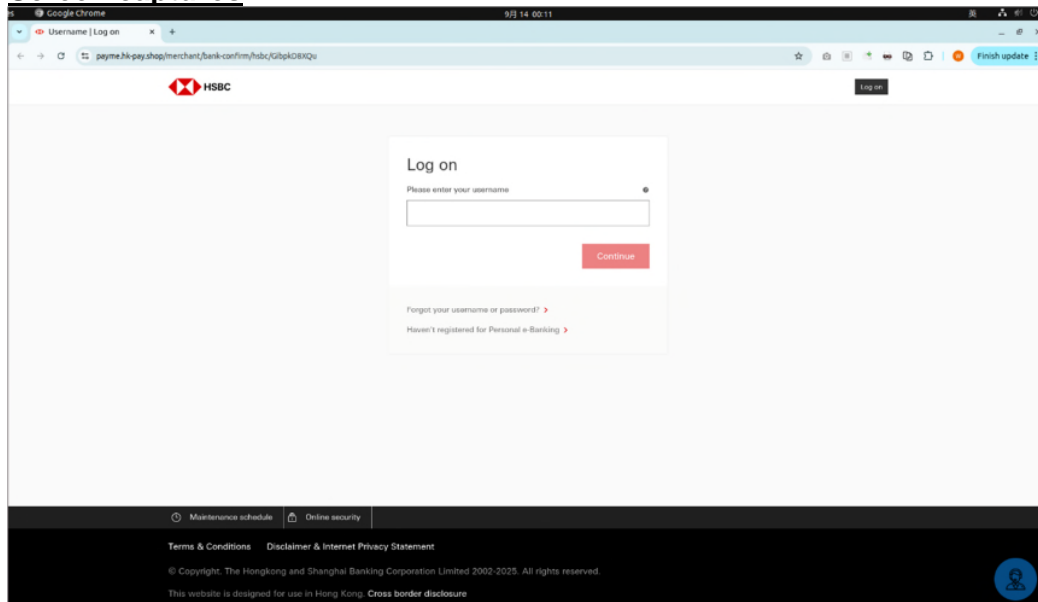 Google Chrome
9月 14 00:11
英
Username | Log on
payme.hk-pay.shop/merchant/bank-confirm/hsbc/GibpkD8XQu
Finish update
HSBC
Log on
Log on
Please enter your username
Continue
Forgot your username or password?
Haven't registered for Personal e-Banking
Maintenance schedule
Online security
Terms & Conditions Disclaimer & Internet Privacy Statement
© Copyright. The Hongkong and Shanghai Banking Corporation Limited 2002-2025. All rights reserved.
This website is designed for use in Hong Kong. Cross border disclosure